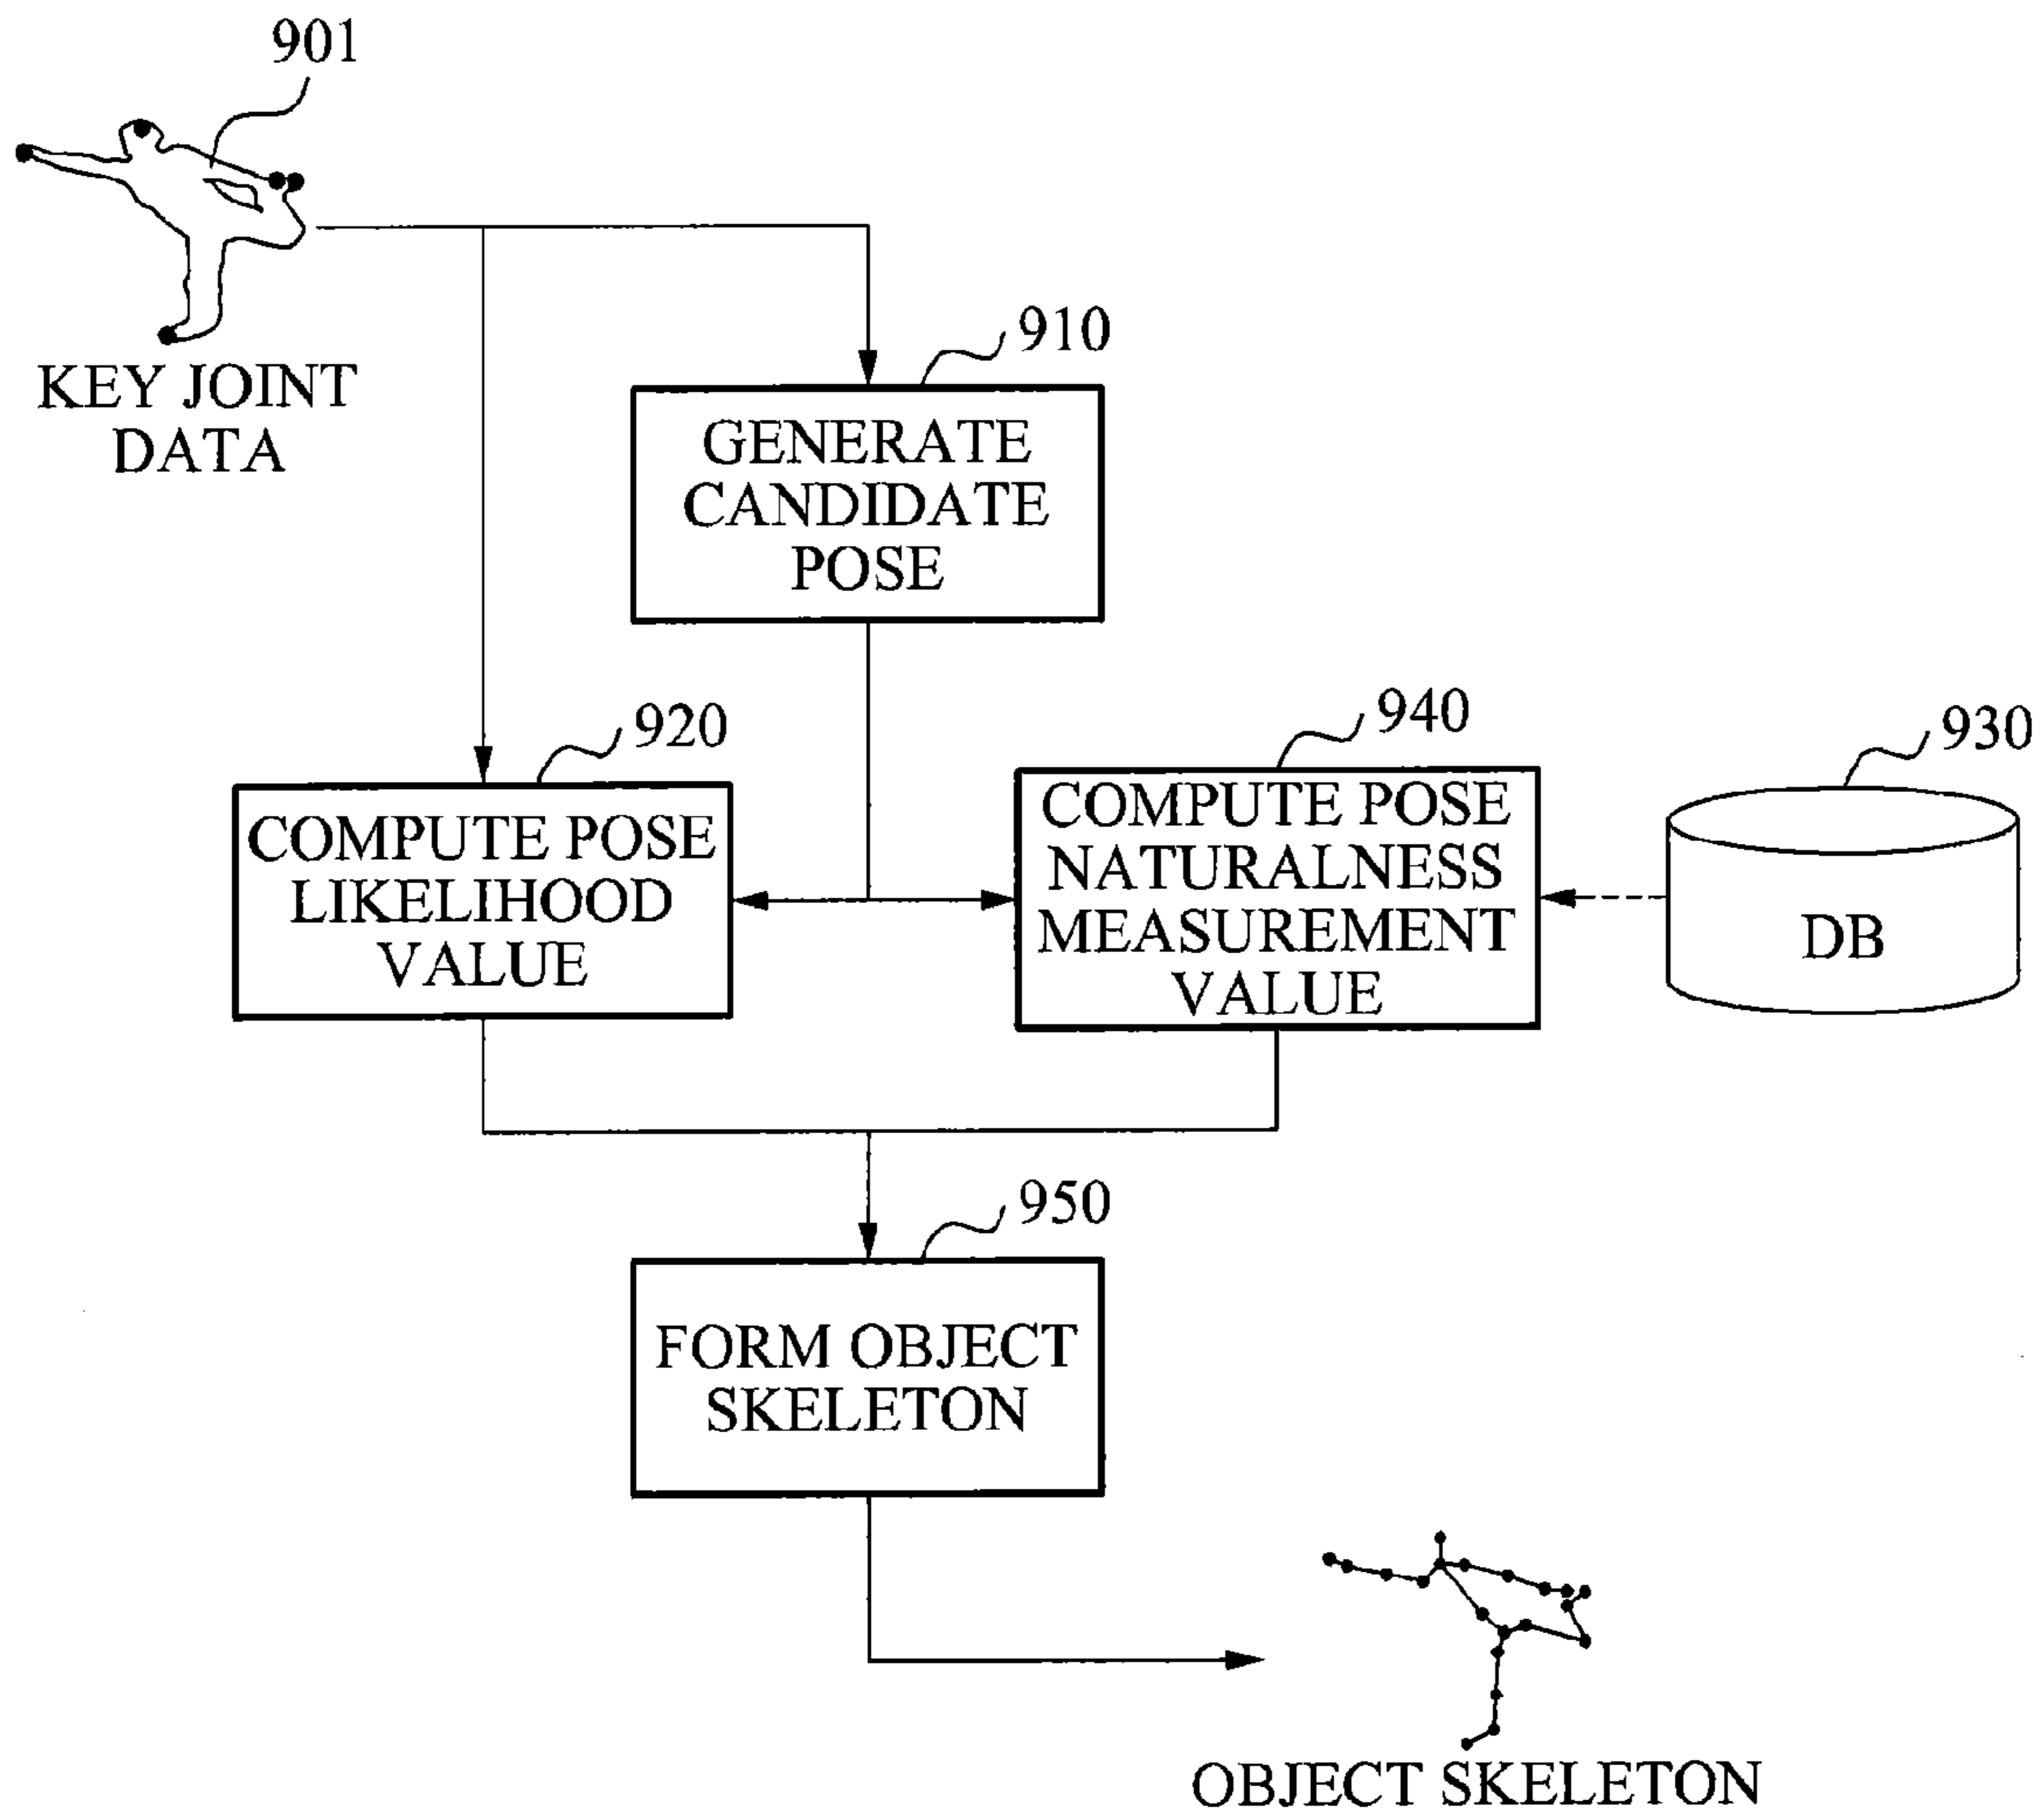 901
KEY JOINT
DATA
910
GENERATE
CANDIDATE
POSE
920
COMPUTE POSE
LIKELIHOOD
VALUE
940
COMPUTE POSE
NATURALNESS
MEASUREMENT
VALUE
930
DB
950
FORM OBJECT
SKELETON
OBJECT SKELETON